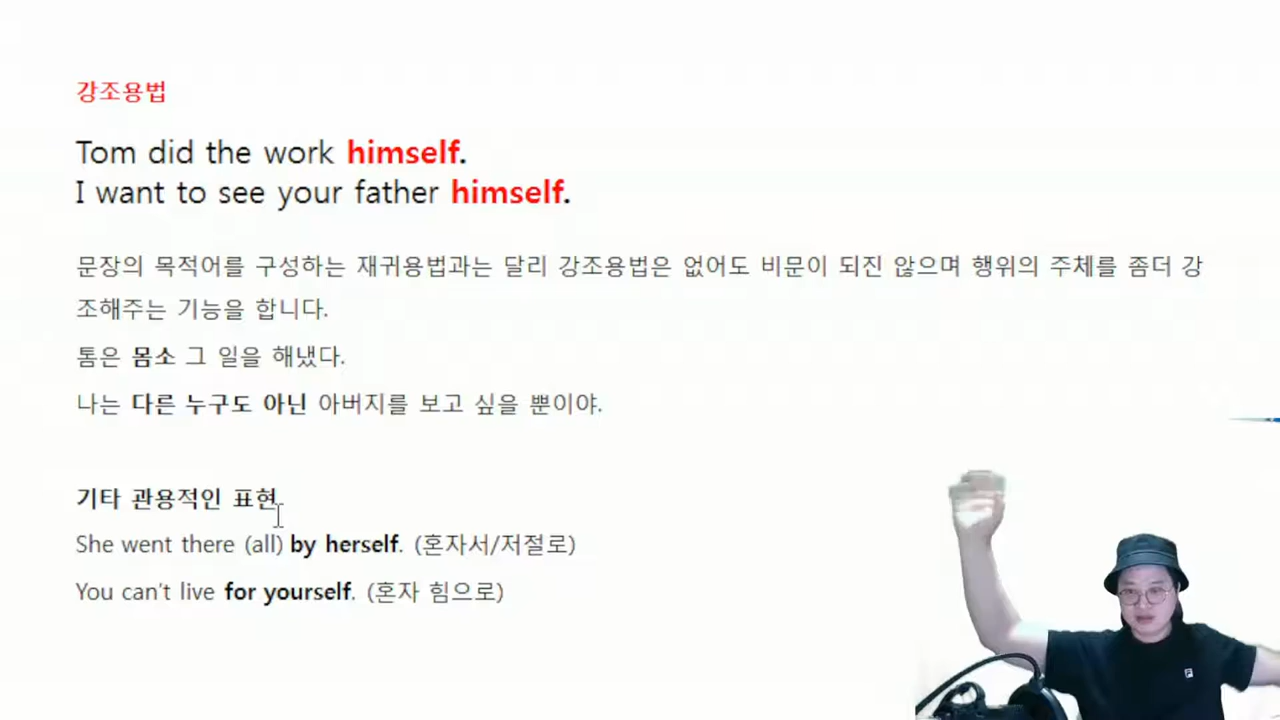 강조용법
Tom did the work himself.
I want to see your father himself.
문장의 목적어를 구성하는 재귀용법과는 달리 강조용법은 없어도 비문이 되진 않으며 행위의 주체를 좀더 강
조해주는 기능을 합니다.
톰은 몸소 그 일을 해냈다.
나는 다른 누구도 아닌 아버지를 보고 싶을 뿐이야.
기타 관용적인 표현
She went there (all) by herself. (혼자서/저절로)
You can't live for yourself. (혼자 힘으로)